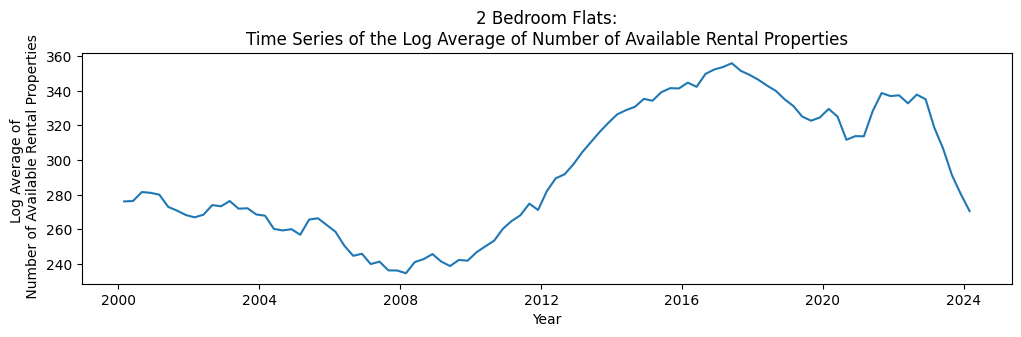 2 Bedroom Flats:
Time Series of the Log Average of Number of Available Rental Properties
Log Average of
Number of Available Rental Properties
360
340
320
300
280
260
240
2000
2004
2008
2012
2016
2020
2024
Year